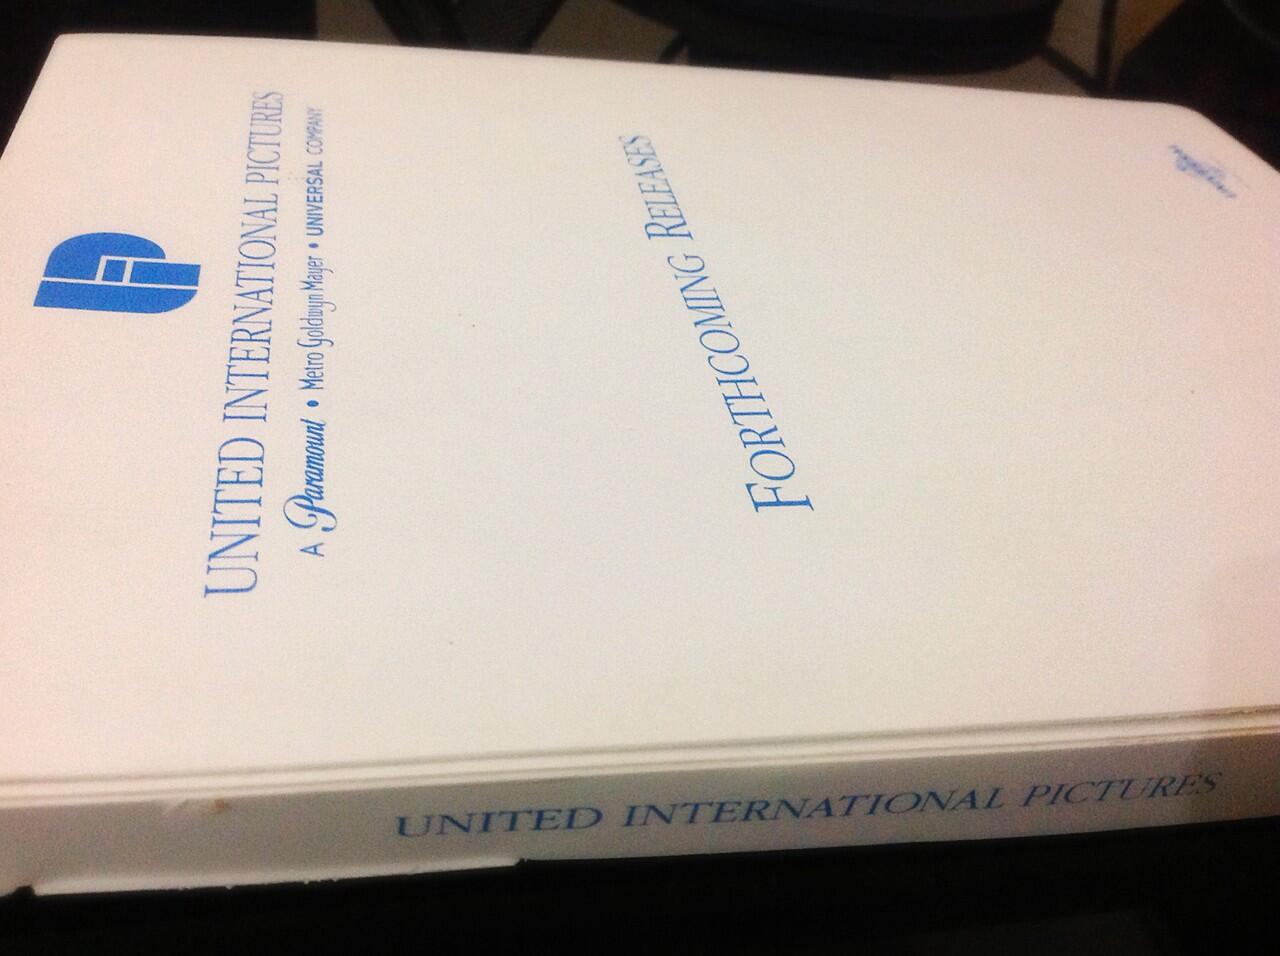 UNITED INTERNATIONAL PICTURES
A Paramount • Metro Goldwyn Mayer • UNIVERSAL COMPANY
FORTHCOMING RELEASES
UNITED INTERNATIONAL PICTURES